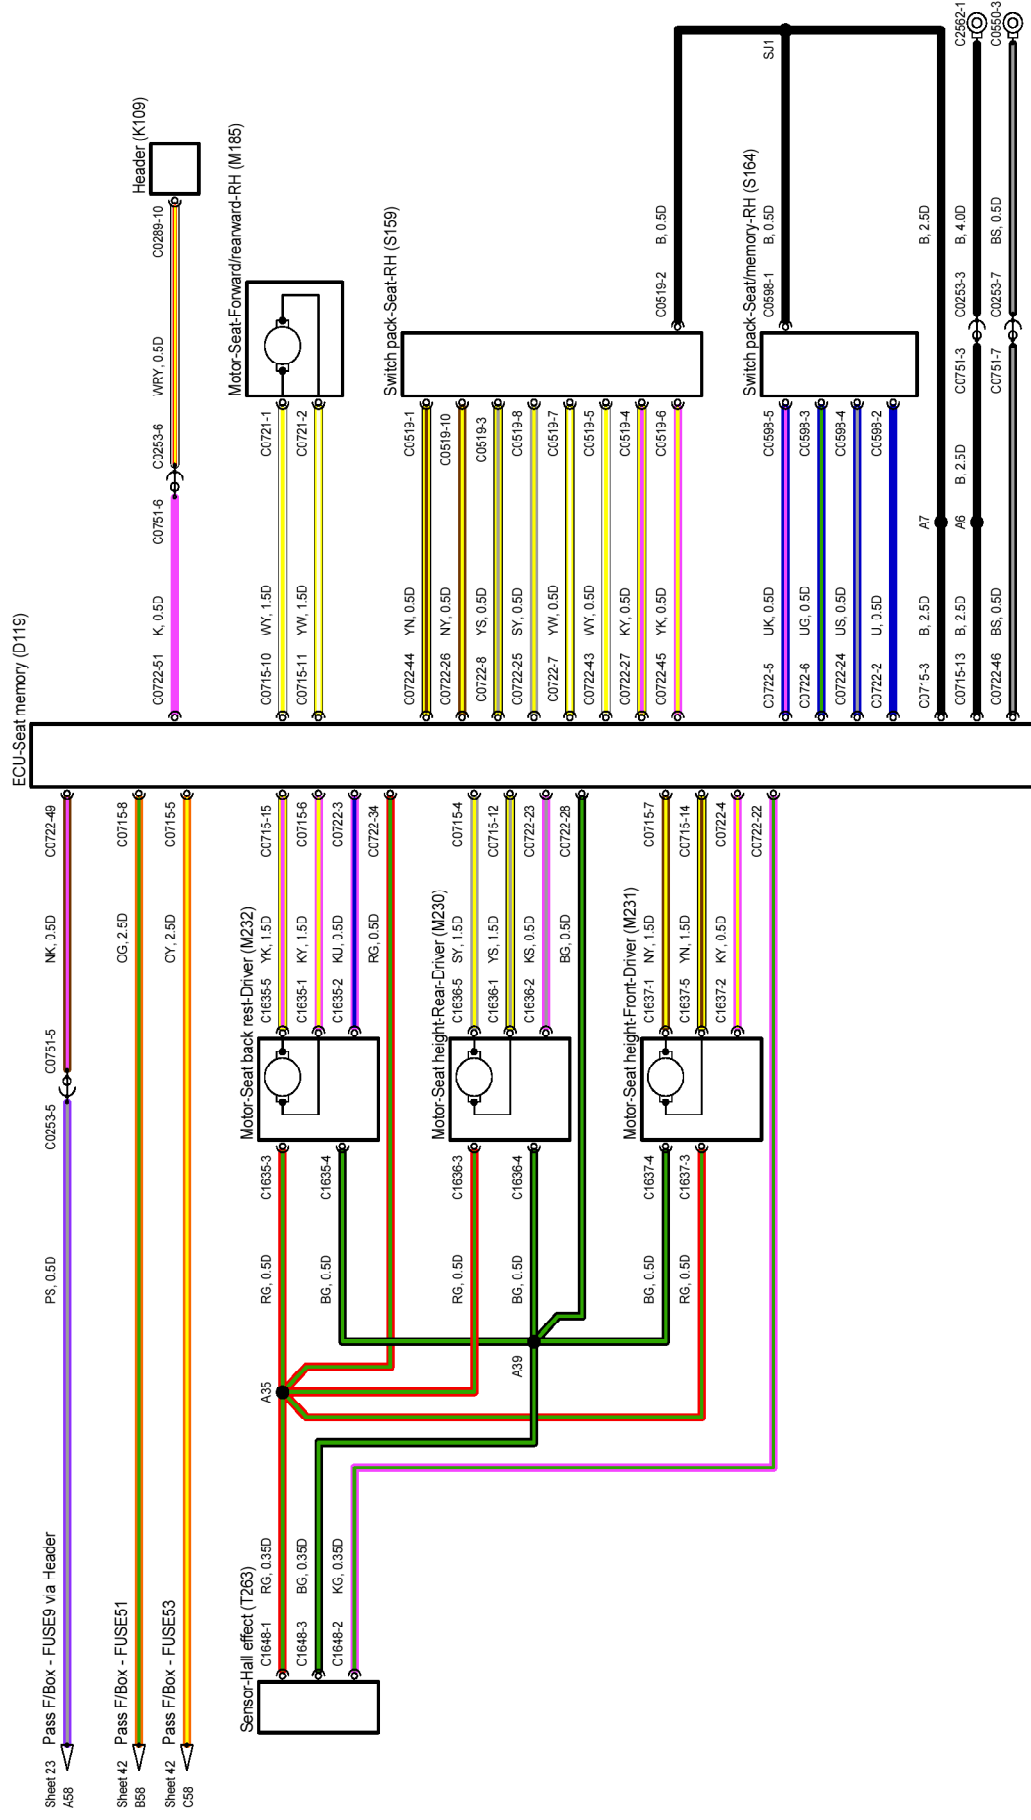 ECU-Seat memory (D119)
Sheet 23
A58
Pass F/Box - FUSE9 via Header
PS, 0.5D
C0253-5
C0751-5
NK, 0.5D
C0722-49
Sheet 42
B58
Pass F/Box - FUSE51
OG, 2.5D
C0715-8
Header (K109)
C0722-51
K, 0.5D
C0751-6
C0253-6
WRY, 0.5D
C0289-10
Sheet 42
C58
Pass F/Box - FUSE53
OY, 2.5D
C0715-5
Motor-Seat-Forward/rearward-RH (M185)
Sensor-Hall effect (T263)
Motor-Seat back rest-Driver (M232)
C1648-1
RG, 0.35D
A35
RG, 0.5D
C1635-3
C1635-5
YK, 1.5D
C0715-15
C0715-10
WY, 1.5D
C0721-1
C1648-3
BG, 0.35D
BG, 0.5D
C1635-4
C1635-1
KY, 1.5D
C0715-6
C0715-11
YW, 1.5D
C0721-2
C1648-2
KG, 0.35D
C1635-2
KU, 0.5D
C0722-3
RG, 0.5D
C0722-34
Switch pack-Seat-RH (S159)
C0722-44
YN, 0.5D
C0519-1
Motor-Seat height-Rear-Driver (M230)
RG, 0.5D
C1636-3
C1636-5
SY, 1.5D
C0715-4
C0722-26
NY, 0.5D
C0519-10
C1636-1
YS, 1.5D
C0715-12
C0722-8
YS, 0.5D
C0519-3
A39
BG, 0.5D
C1636-4
C1636-2
KS, 0.5D
C0722-23
C0722-25
SY, 0.5D
C0519-8
BG, 0.5D
C0722-28
C0722-7
YW, 0.5D
C0519-7
C0722-43
WY, 0.5D
C0519-5
Motor-Seat height-Front-Driver (M231)
BG, 0.5D
C1637-4
C1637-1
NY, 1.5D
C0715-7
C0722-27
KY, 0.5D
C0519-4
RG, 0.5D
C1637-3
C1637-5
YN, 1.5D
C0715-14
C0722-45
YK, 0.5D
C0519-6
C0519-2
B, 0.5D
C1637-2
KY, 0.5D
C0722-4
C0722-22
Switch pack-Seat/memory-RH (S164)
C0722-5
UK, 0.5D
C0598-5
C0598-1
B, 0.5D
SJ1
C0722-6
UG, 0.5D
C0598-3
C0722-24
US, 0.5D
C0598-4
C0722-2
U, 0.5D
C0598-2
C0715-3
B, 2.5D
A7
B, 2.5D
C0715-13
B, 2.5D
A6
B, 2.5D
C0751-3
C0253-3
B, 4.0D
C2562-1
C0722-46
BS, 0.5D
C0751-7
C0253-7
BS, 0.5D
C0550-3